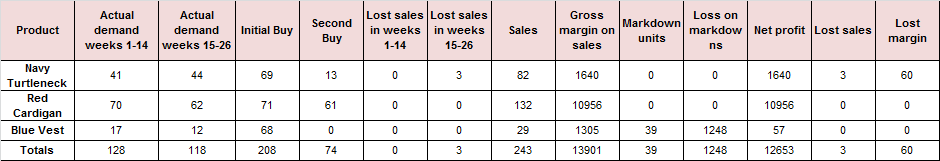 Product Actual demand weeks 1-14 Actual demand weeks 15-26 Initial Buy Second Buy Lost sales in weeks 1-14 Lost sales in weeks 15-26 Sales Gross margin on sales Markdown units Loss on markdow ns Net profit Lost sales Lost margin
Navy Turtleneck 41 44 69 13 0 3 82 1640 0 0 1640 3 60
Red Cardigan 70 62 71 61 0 0 132 10956 0 0 10956 0 0
Blue Vest 17 12 68 0 0 0 29 1305 39 1248 57 0 0
Totals 128 118 208 74 0 3 243 13901 39 1248 12653 3 60